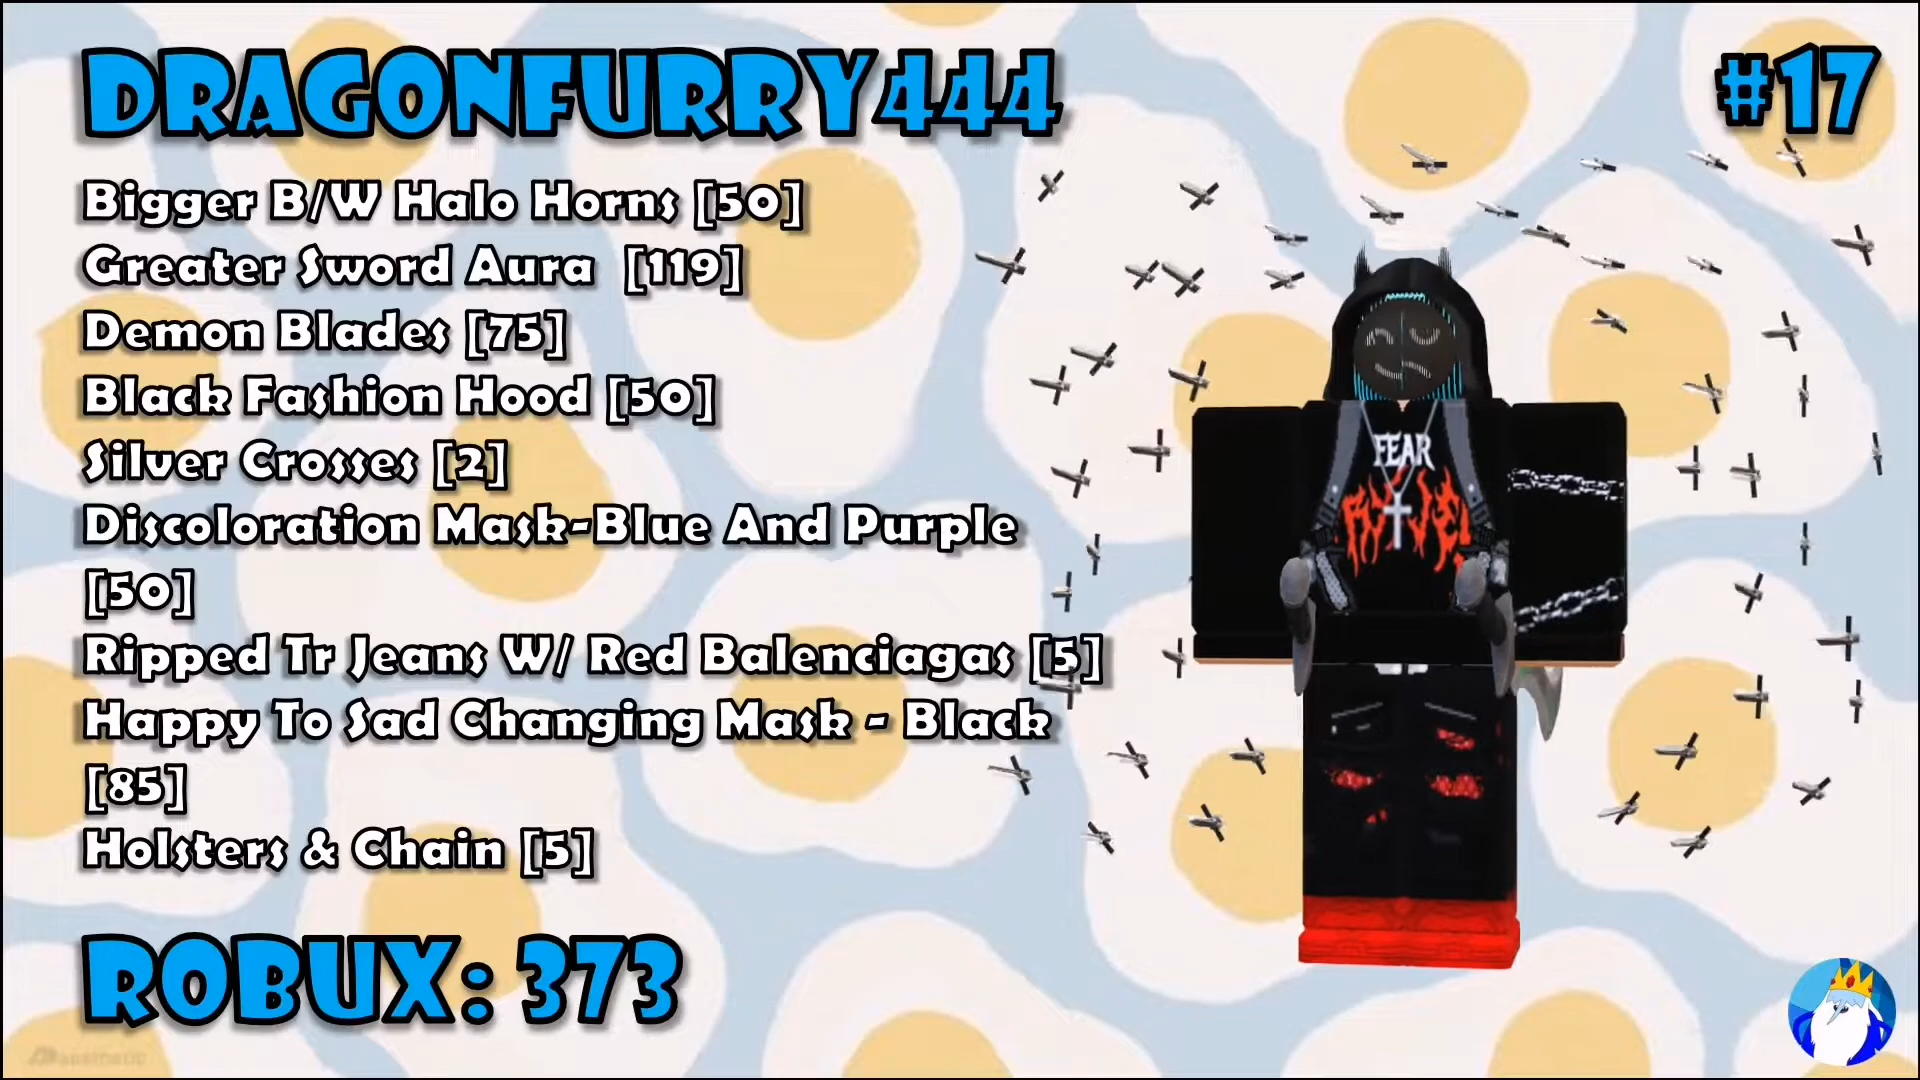 DRAGONFURRY444
#17
Bigger B/W Halo Horns [50]
Greater Sword Aura [119]
Demon Blades [75]
Black Fashion Hood [50]
Silver Crosses [2]
Discoloration Mask-Blue And Purple
[50]
Ripped Tr Jeans W/ Red Balenciagas [5]
Happy To Sad Changing Mask - Black
[85]
Holsters & Chain [5]
ROBUX: 373
FEAR